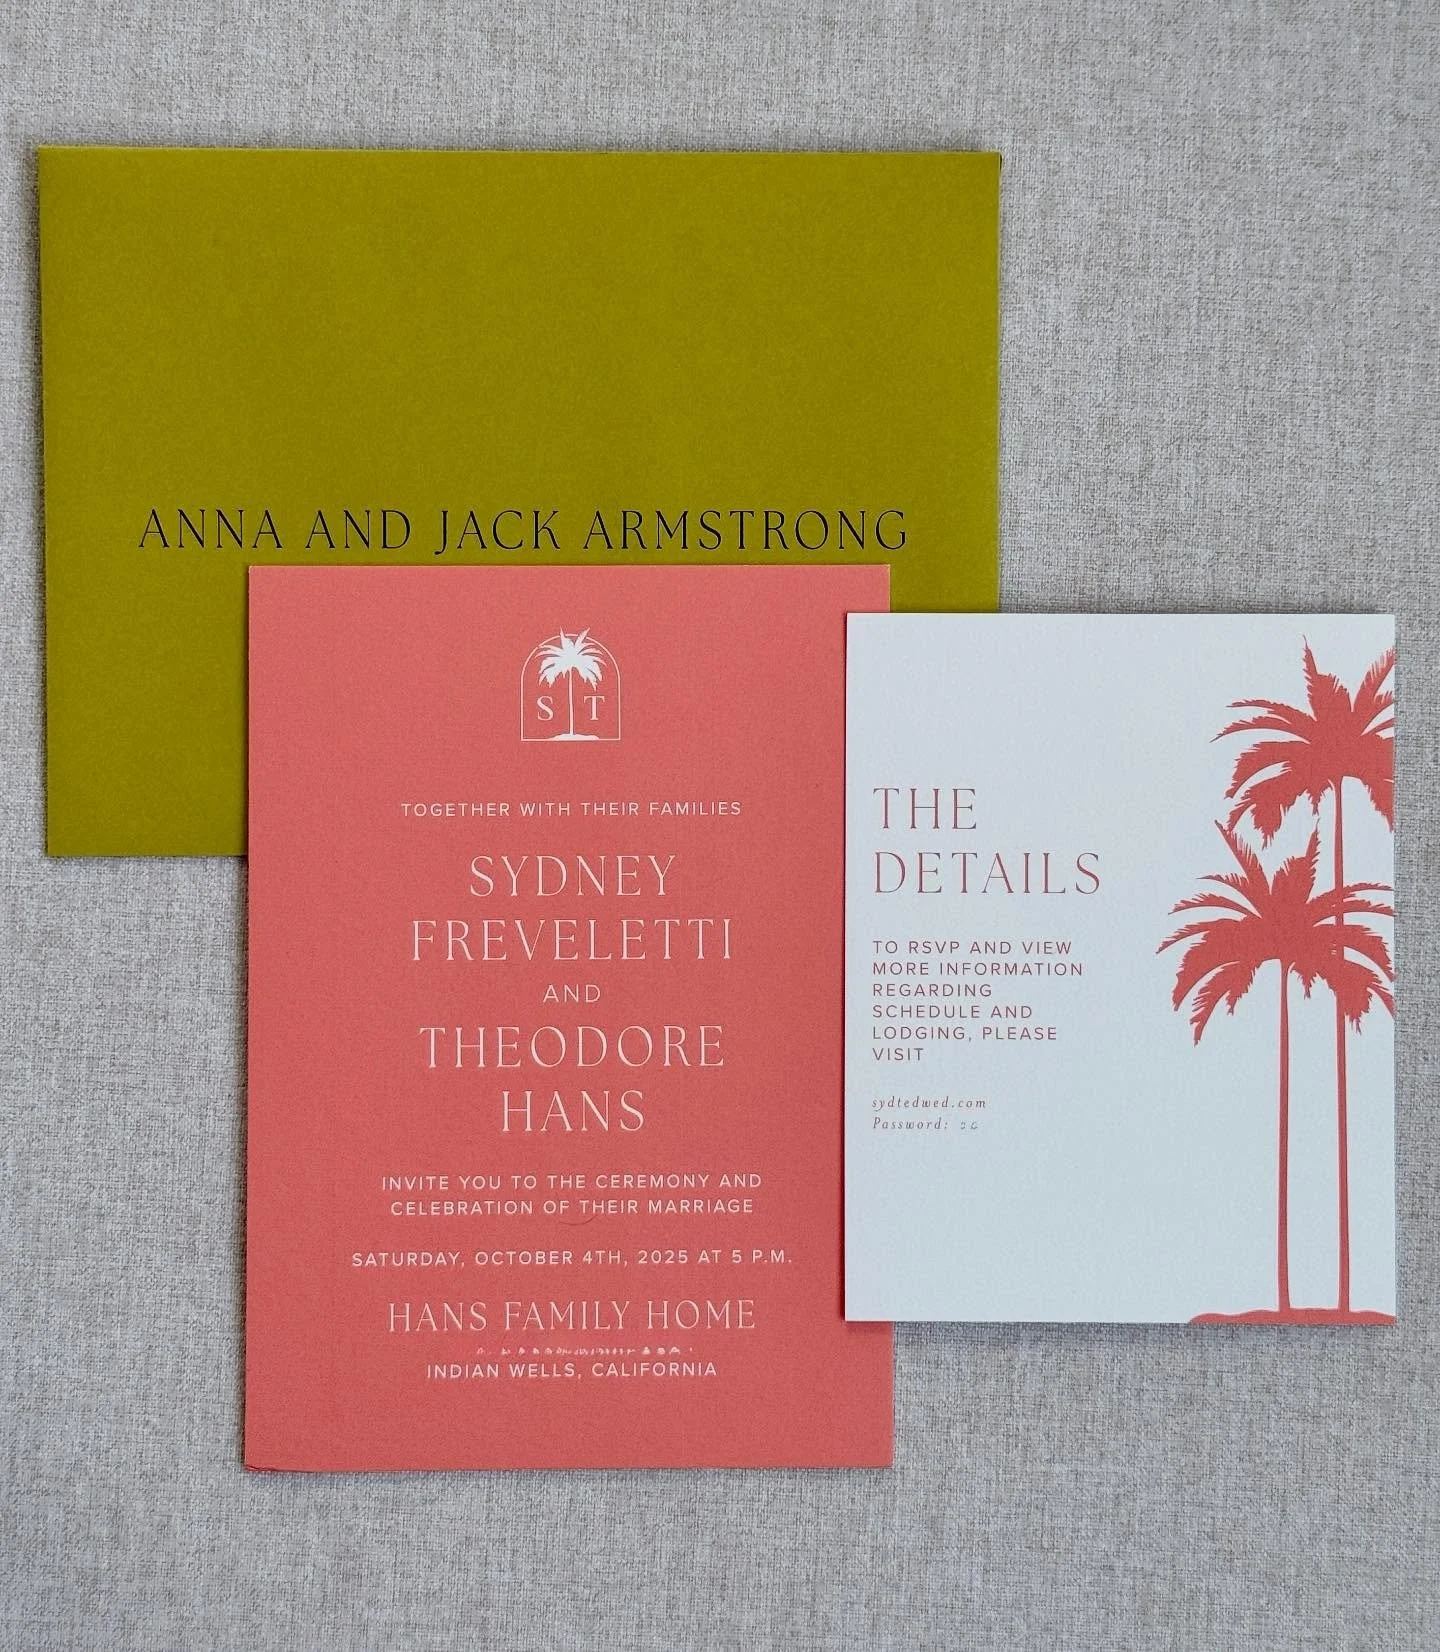 ANNA AND JACK ARMSTRONG
S T
TOGETHER WITH THEIR FAMILIES
SYDNEY
FREVELETTI
AND
THEODORE
HANS
INVITE YOU TO THE CEREMONY AND
CELEBRATION OF THEIR MARRIAGE
SATURDAY, OCTOBER 4TH, 2025 AT 5 P.M.
HANS FAMILY HOME
INDIAN WELLS, CALIFORNIA
THE
DETAILS
TO RSVP AND VIEW
MORE INFORMATION
REGARDING
SCHEDULE AND
LODGING, PLEASE
VISIT
sydtedwed.com
Password: